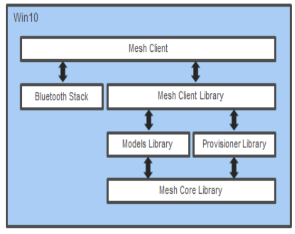 Win10
Mesh Client
Bluetooth Stack
Mesh Client Library
Models Library
Provisioner Library
Mesh Core Library